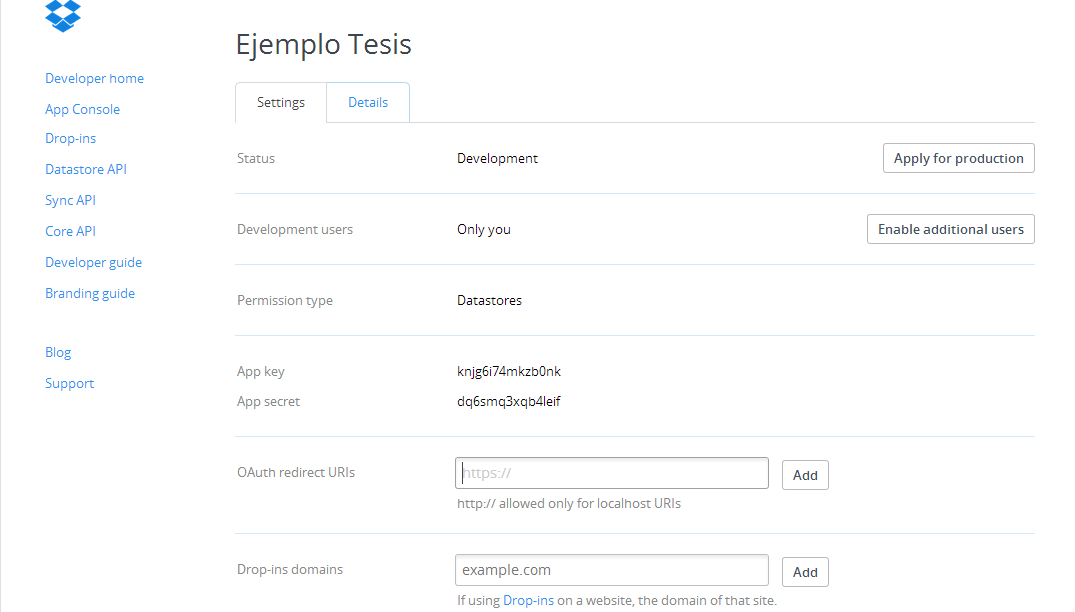 Ejemplo Tesis
Developer home
App Console
Drop-ins
Datastore API
Sync API
Core API
Developer guide
Branding guide
Blog
Support
Settings Details
Status Development Apply for production
Development users Only you Enable additional users
Permission type Datastores
App key knjg6i74mkzb0nk
App secret dq6smq3xqb4leif
OAuth redirect URIs https:// Add
http:// allowed only for localhost URIs
Drop-ins domains example.com Add
If using Drop-ins on a website, the domain of that site.